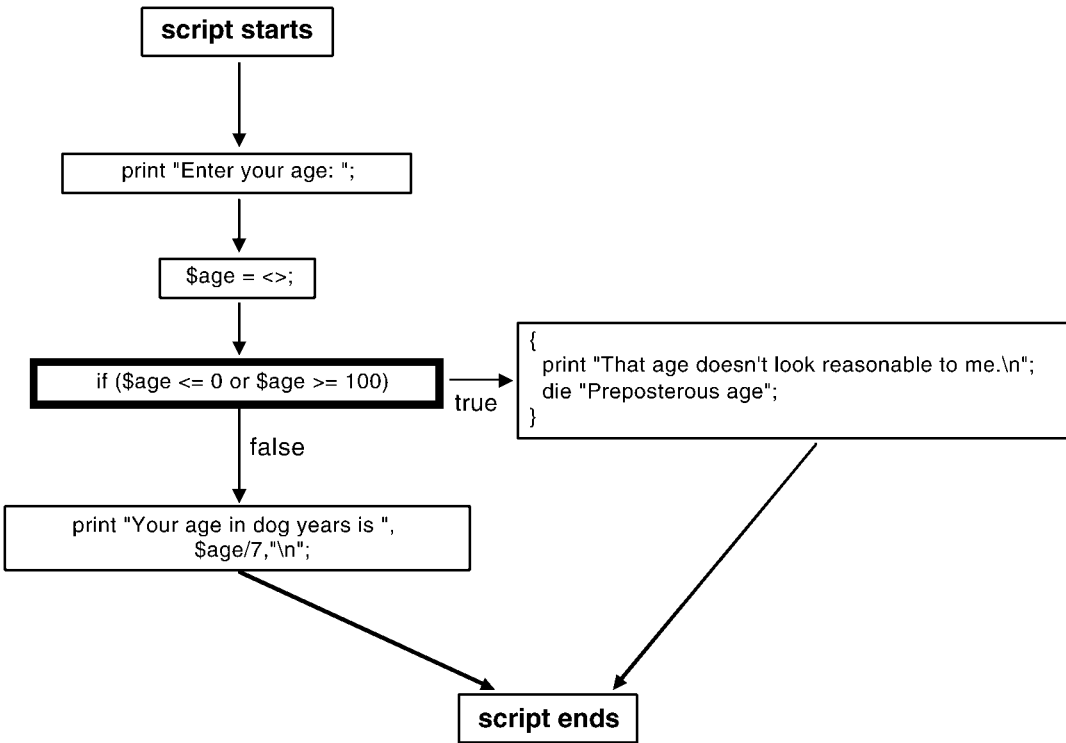 script starts
print "Enter your age: ";
$age = <>;
if ($age <= 0 or $age >= 100)
true
{
print "That age doesn't look reasonable to me.\n";
die "Preposterous age";
}
false
print "Your age in dog years is ",
$age/7,"\n";
script ends